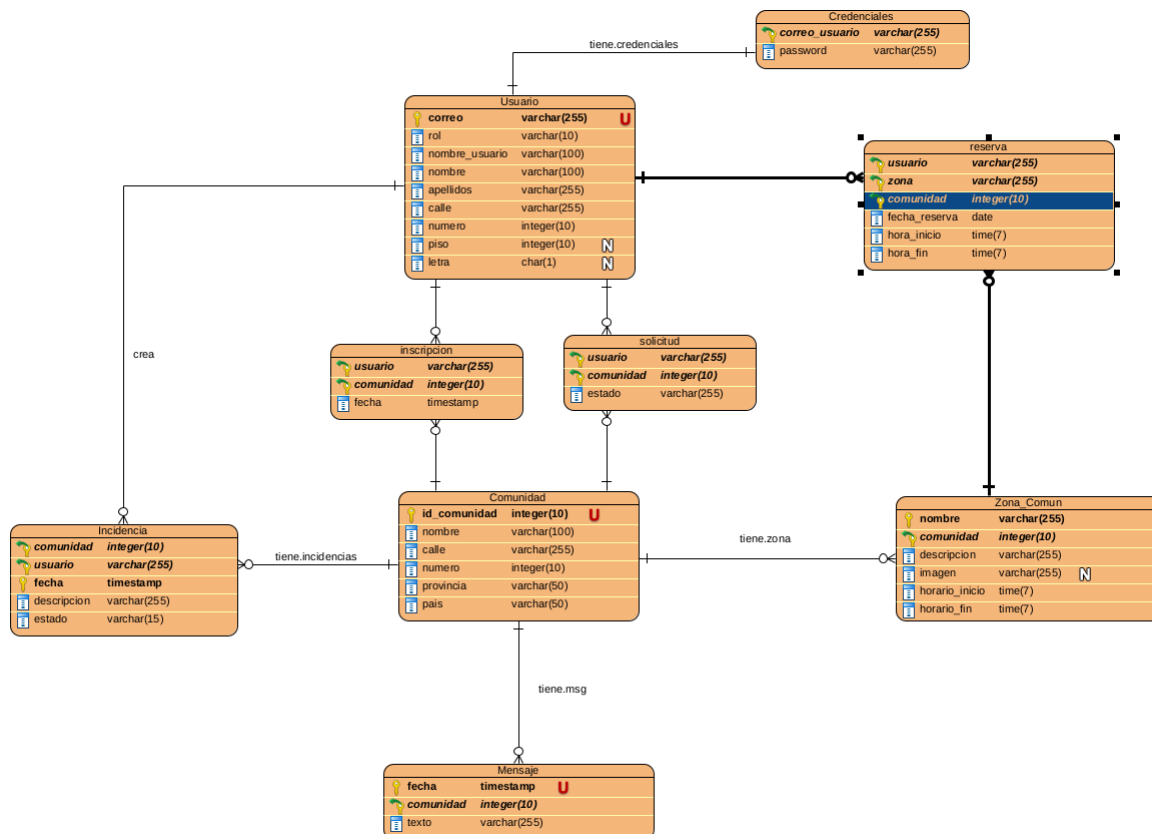 Credenciales
correo_usuario varchar(255)
password varchar(255)
tiene.credenciales
Usuario
correo varchar(255) U
rol varchar(10)
nombre_usuario varchar(100)
nombre varchar(100)
apellidos varchar(255)
calle varchar(255)
numero integer(10)
piso integer(10) N
letra char(1) N
reserva
usuario varchar(255)
zona varchar(255)
comunidad integer(10)
fecha_reserva date
hora_inicio time(7)
hora_fin time(7)
crea
inscripcion
usuario varchar(255)
comunidad integer(10)
fecha timestamp
solicitud
usuario varchar(255)
comunidad integer(10)
estado varchar(255)
Comunidad
id_comunidad integer(10) U
nombre varchar(100)
calle varchar(255)
numero integer(10)
provincia varchar(50)
pais varchar(50)
Zona_Comun
nombre varchar(255)
comunidad integer(10)
descripcion varchar(255)
imagen varchar(255) N
horario_inicio time(7)
horario_fin time(7)
tiene.zona
Incidencia
comunidad integer(10)
usuario varchar(255)
fecha timestamp
descripcion varchar(255)
estado varchar(15)
tiene.incidencias
tiene.msg
Mensaje
fecha timestamp U
comunidad integer(10)
texto varchar(255)